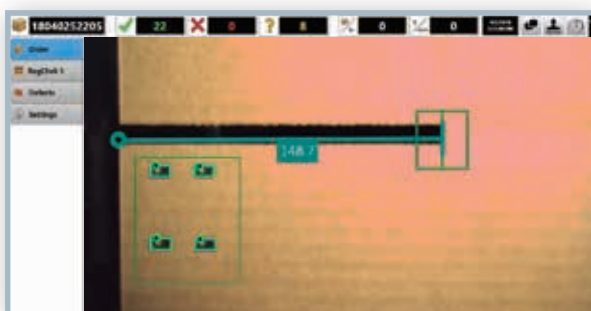 18040252205 22 0 ? 8 0 0
Order
RegChek 1
Defects
Settings
148.7